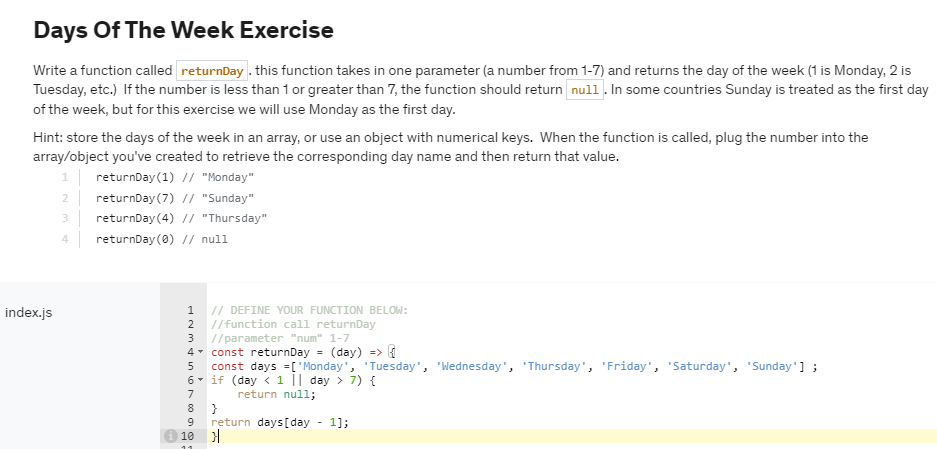 Days Of The Week Exercise
Write a function called returnDay . this function takes in one parameter (a number from 1-7) and returns the day of the week (1 is Monday, 2 is
Tuesday, etc.) If the number is less than 1 or greater than 7, the function should return null . In some countries Sunday is treated as the first day
of the week, but for this exercise we will use Monday as the first day.
Hint: store the days of the week in an array, or use an object with numerical keys. When the function is called, plug the number into the
array/object you've created to retrieve the corresponding day name and then return that value.
1 returnDay(1) // "Monday"
2 returnDay(7) // "Sunday"
3 returnDay(4) // "Thursday"
4 returnDay(0) // null
index.js
1 // DEFINE YOUR FUNCTION BELOW:
2 //function call returnDay
3 //parameter "num" 1-7
4 const returnDay = (day) => {
5 const days =['Monday', 'Tuesday', 'Wednesday', 'Thursday', 'Friday', 'Saturday', 'Sunday'] ;
6 if (day < 1 || day > 7) {
7 return null;
8 }
9 return days[day - 1];
10 }
11